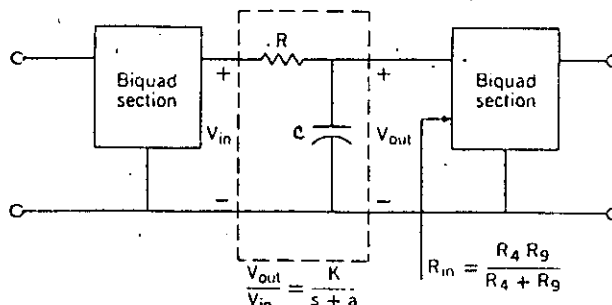 R
Biquad
section
+
V_in
−
C
+
V_out
−
Biquad
section
V_out / V_in = K / s + a
R_in = R_4 R_9 / R_4 + R_9